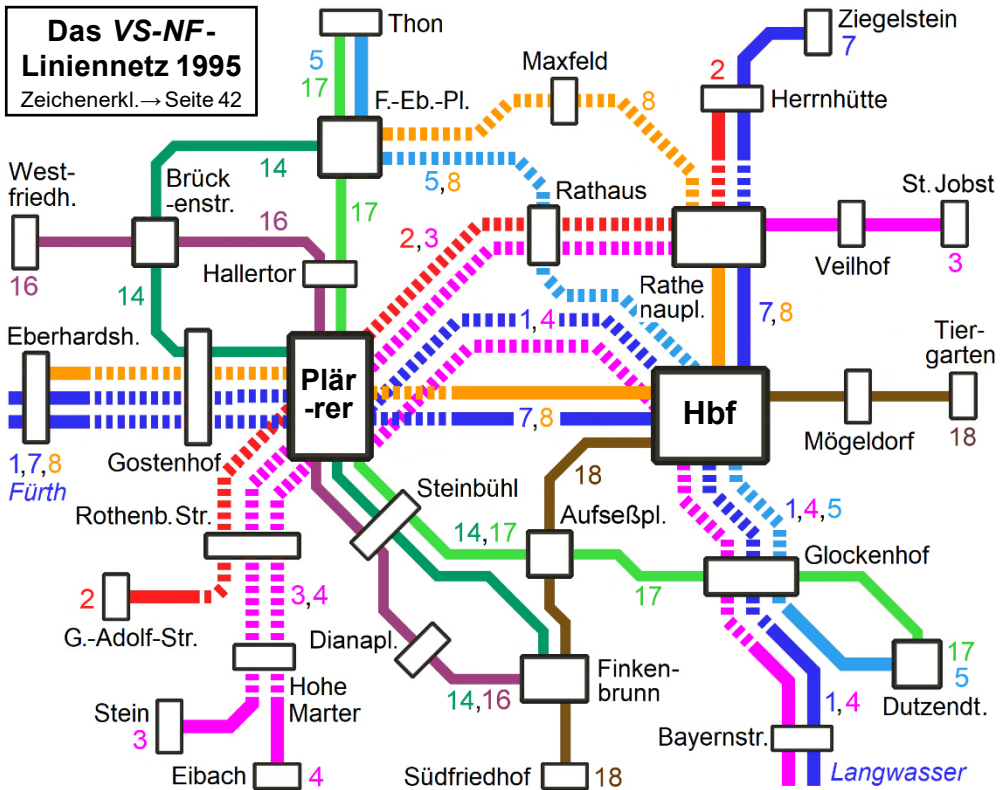 Das VS-NF-
Liniennetz 1995
Zeichenerkl.→ Seite 42
Thon
5
17
F.-Eb.-Pl.
Maxfeld
8
2
Ziegelstein
7
Herrnhütte
West-
friedh.
16
14
Brück
-enstr.
16
17
5,8
Rathaus
2,3
St. Jobst
3
Veilhof
Hallertor
14
Rathe
naupl.
7,8
Eberhardsh.
1,7,8
Fürth
Plär
-rer
1,4
7,8
Hbf
Tier-
garten
18
Mögeldorf
Gostenhof
Steinbühl
18
Rothenb. Str.
14,17
Aufseßpl.
1,4,5
Glockenhof
17
2
G.-Adolf-Str.
3,4
Dianapl.
Finken-
brunn
17
5
Dutzendt.
Hohe
Marter
14,16
1,4
Stein
3
Bayernstr.
Eibach
4
Südfriedhof
18
Langwasser